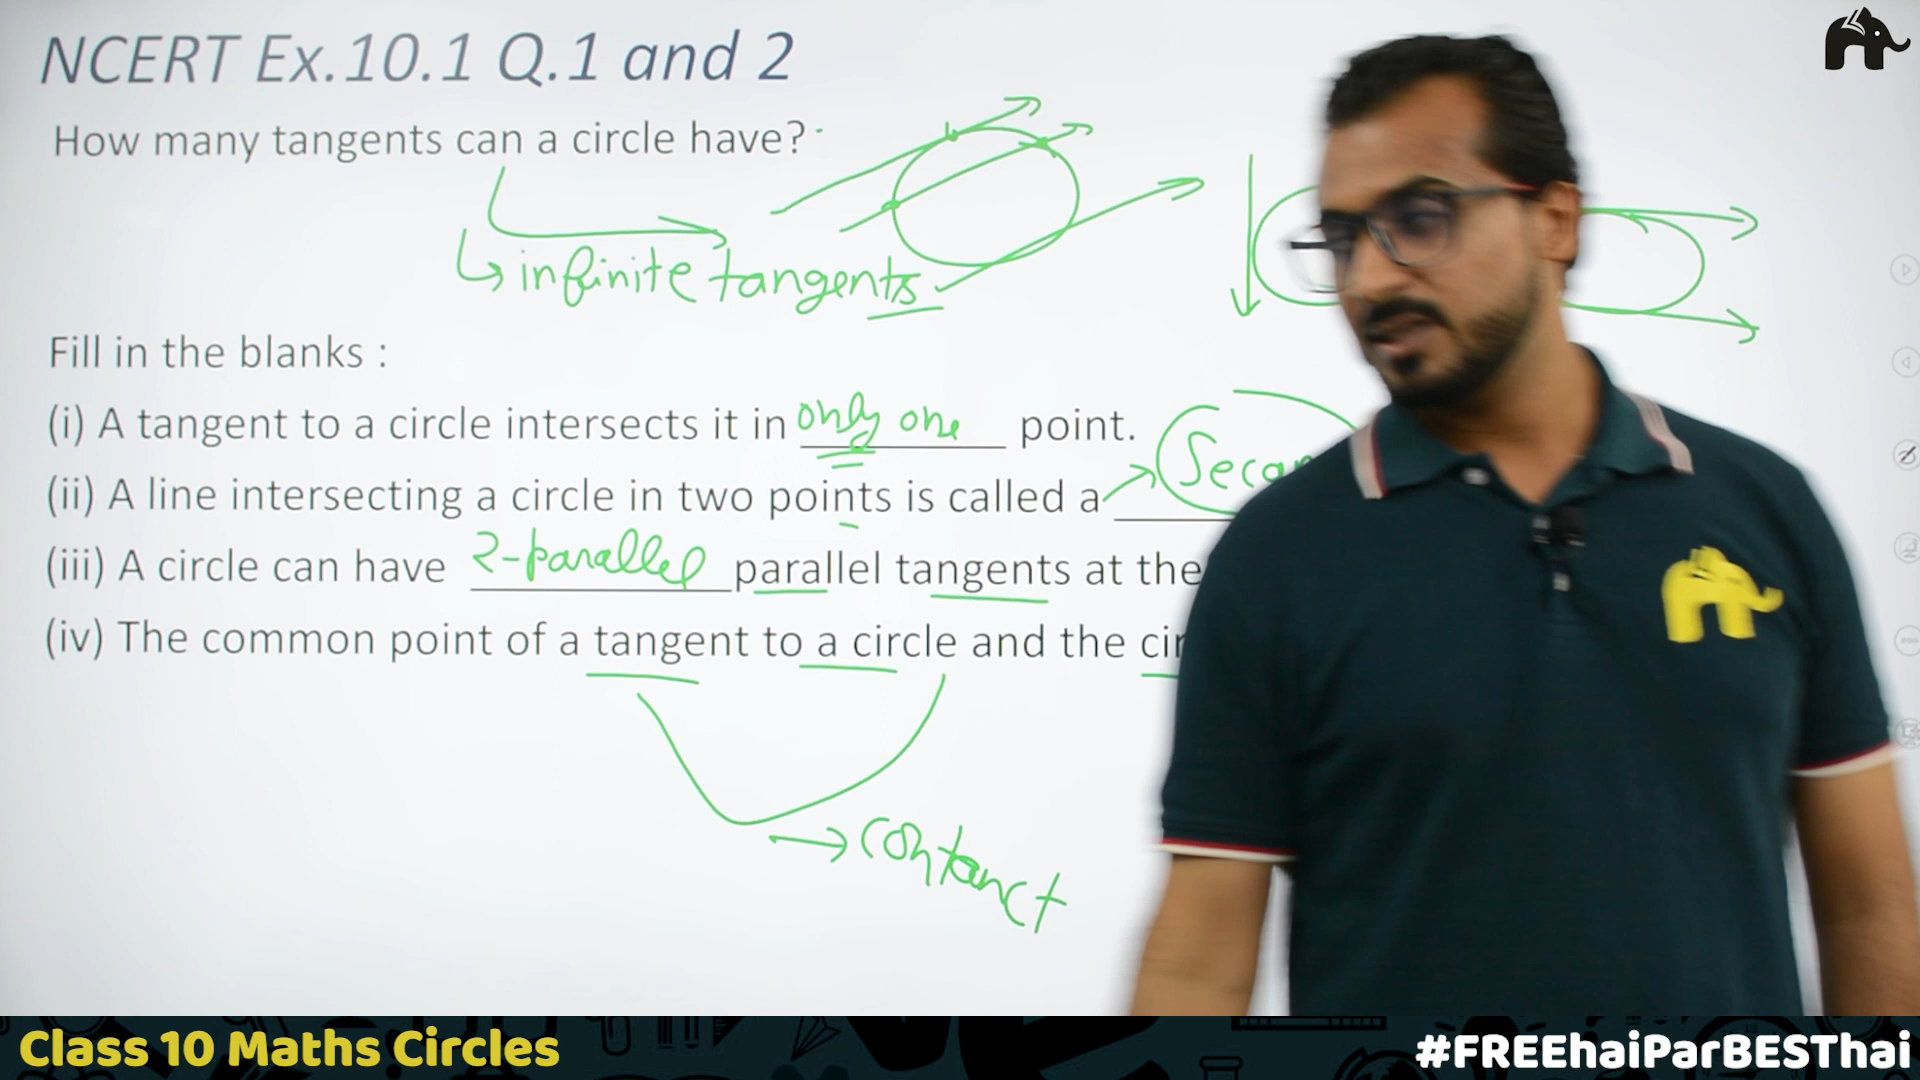 NCERT Ex.10.1 Q.1 and 2
How many tangents can a circle have?
↳ infinite tangents
Fill in the blanks :
(i) A tangent to a circle intersects it in only one point.
(ii) A line intersecting a circle in two points is called a
(iii) A circle can have 2-parallel parallel tangents at the
(iv) The common point of a tangent to a circle and the
→ contanct
Class 10 Maths Circles
#FREEhaiParBESThai